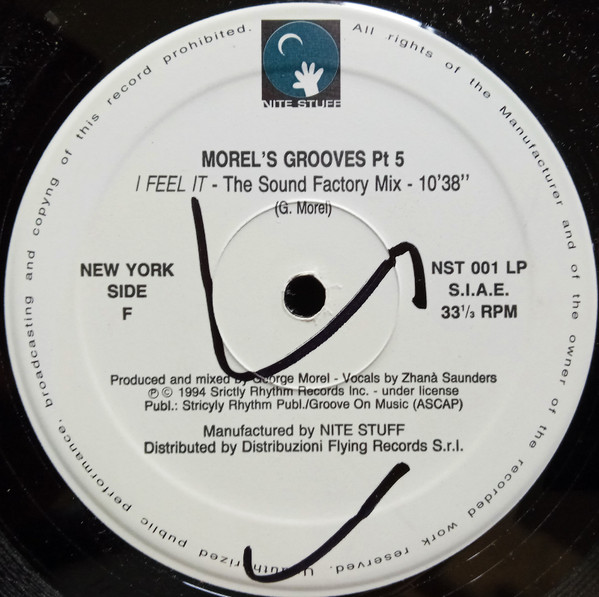 All rights of the Manufacturer and of the owner of the recorded work reserved. Unauthorized public performance, broadcasting and copyng of this record prohibited.
NITE STUFF
MOREL'S GROOVES Pt 5
I FEEL IT - The Sound Factory Mix - 10'38''
(G. Morel)
NEW YORK
SIDE
F
NST 001 LP
S.I.A.E.
33 1/3 RPM
Produced and mixed by George Morel - Vocals by Zhanà Saunders
℗ © 1994 Srictly Rhythm Records Inc. - under license
Publ.: Stricyly Rhythm Publ./Groove On Music (ASCAP)
Manufactured by NITE STUFF
Distributed by Distribuzioni Flying Records S.r.l.